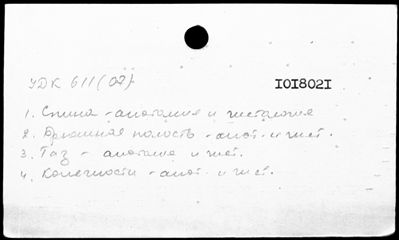 УДК 611(07)
1018021
1. Спина - анатомия и гистология
2. Брюшная полость - анат. и гист.
3. Таз - анатомия и гист.
4. Конечности - анат. и гист.